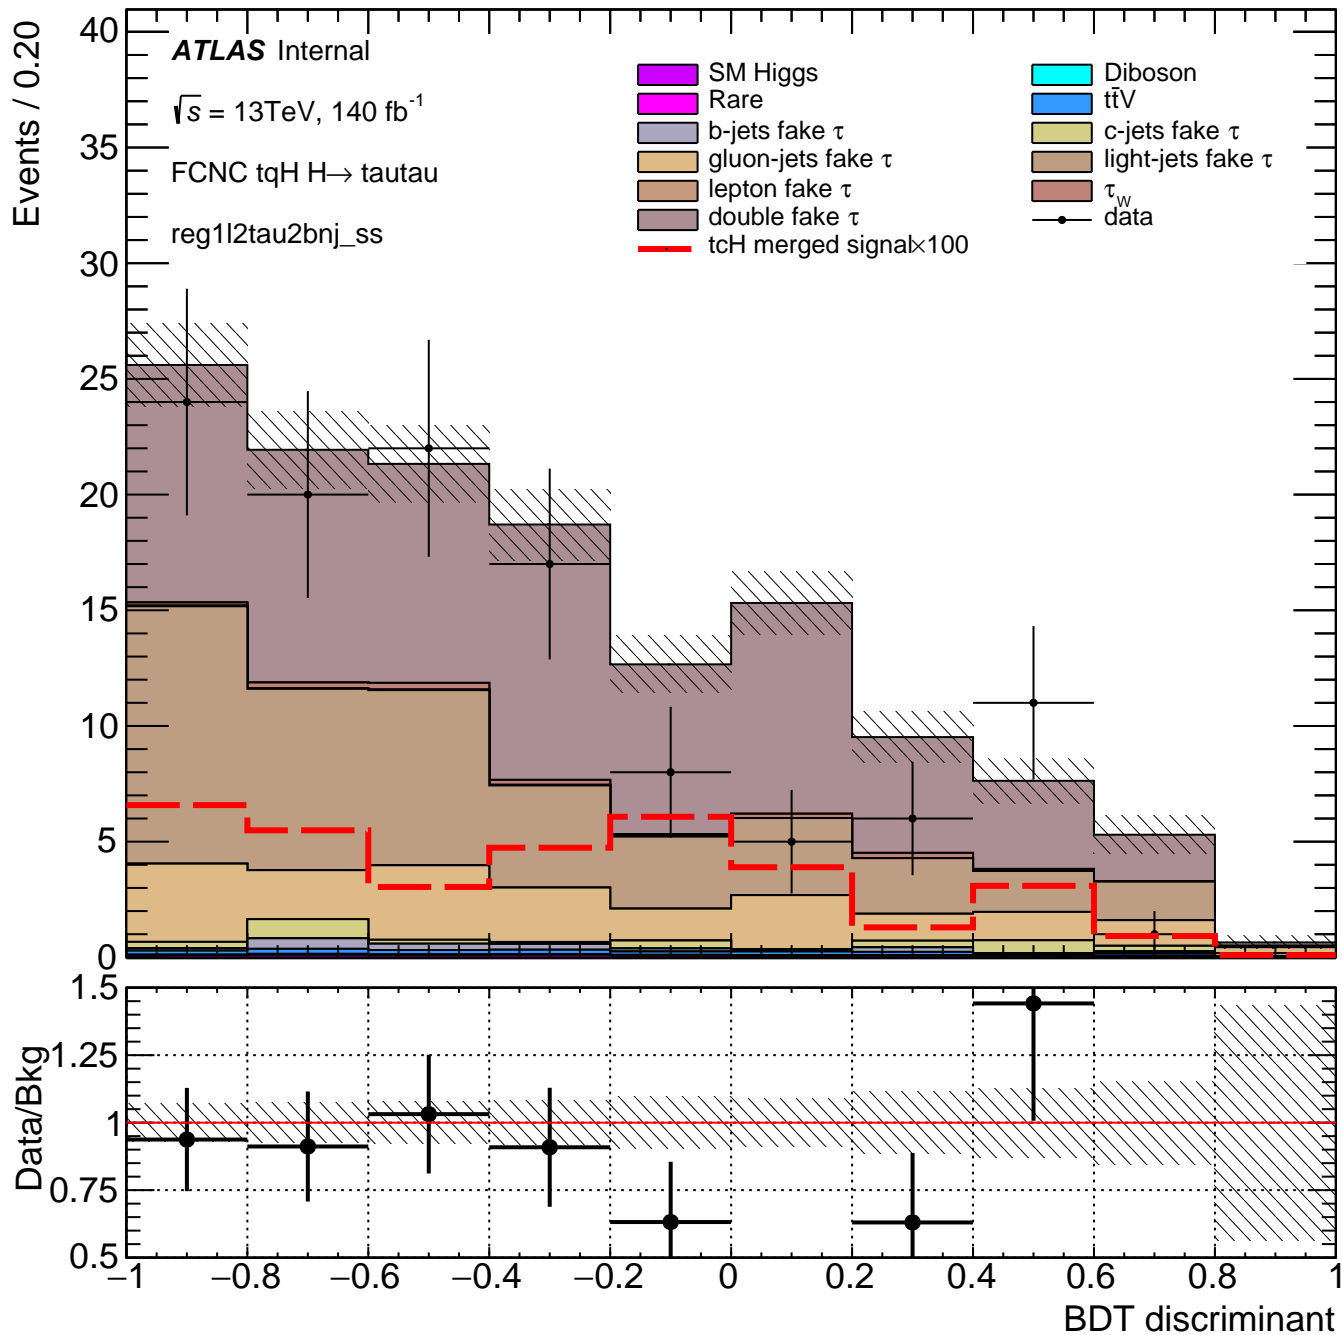 Events / 0.20
40
35
30
25
20
15
10
5
0
ATLAS Internal
√s = 13TeV, 140 fb⁻¹
FCNC tqH H→ tautau
reg1l2tau2bnj_ss
SM Higgs
Rare
b-jets fake τ
gluon-jets fake τ
lepton fake τ
double fake τ
tcH merged signal×100
Diboson
tt̄V
c-jets fake τ
light-jets fake τ
τ_W
data
Data/Bkg
1.5
1.25
1
0.75
0.5
−1 −0.8 −0.6 −0.4 −0.2 0 0.2 0.4 0.6 0.8 1
BDT discriminant